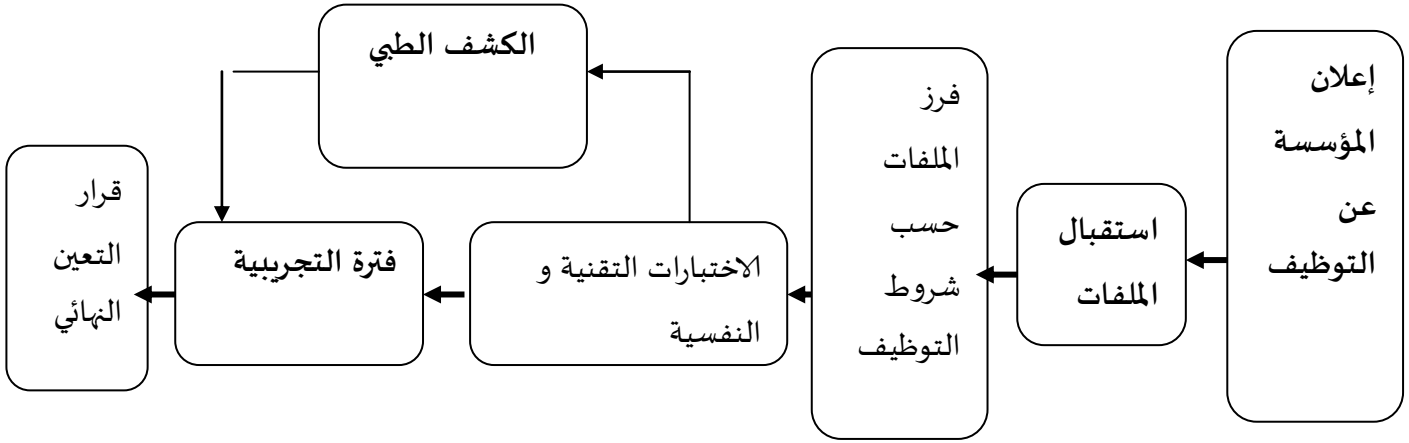 إعلان
المؤسسة
عن
التوظيف
استقبال
الملفات
فرز
الملفات
حسب
شروط
التوظيف
الاختبارات التقنية و
النفسية
الكشف الطبي
فترة التجريبية
قرار
التعين
النهائي